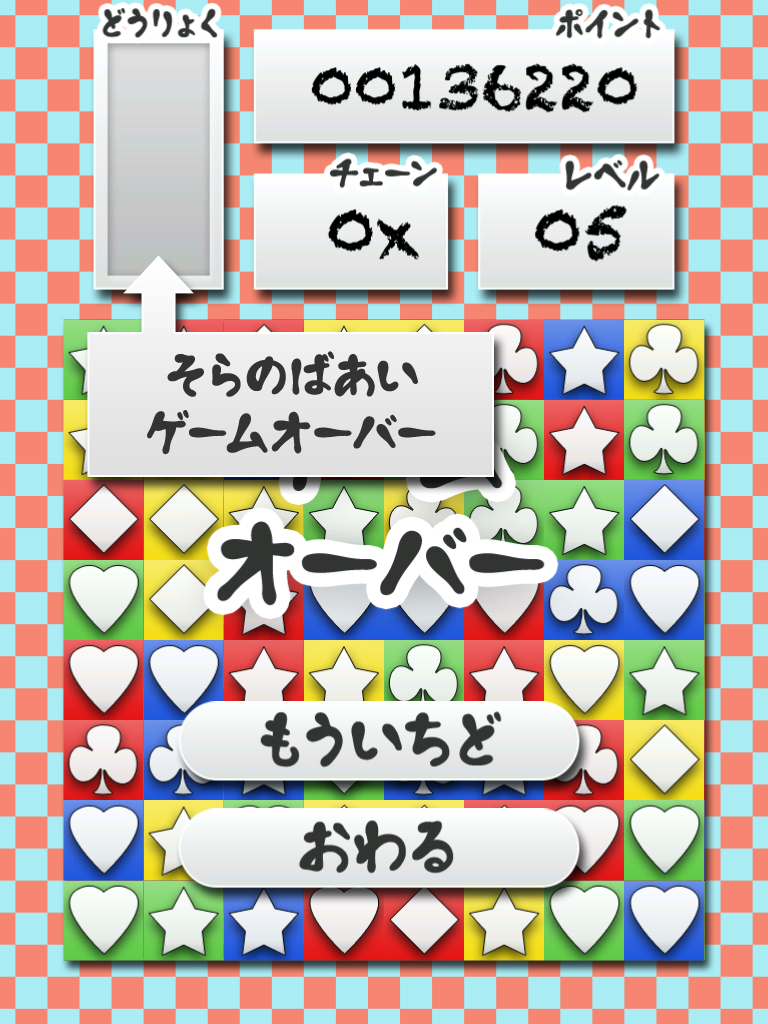 どうりょく
ポイント
00136220
チェーン
0x
レベル
05
そらのばあい
ゲームオーバー
オーバー
もういちど
おわる